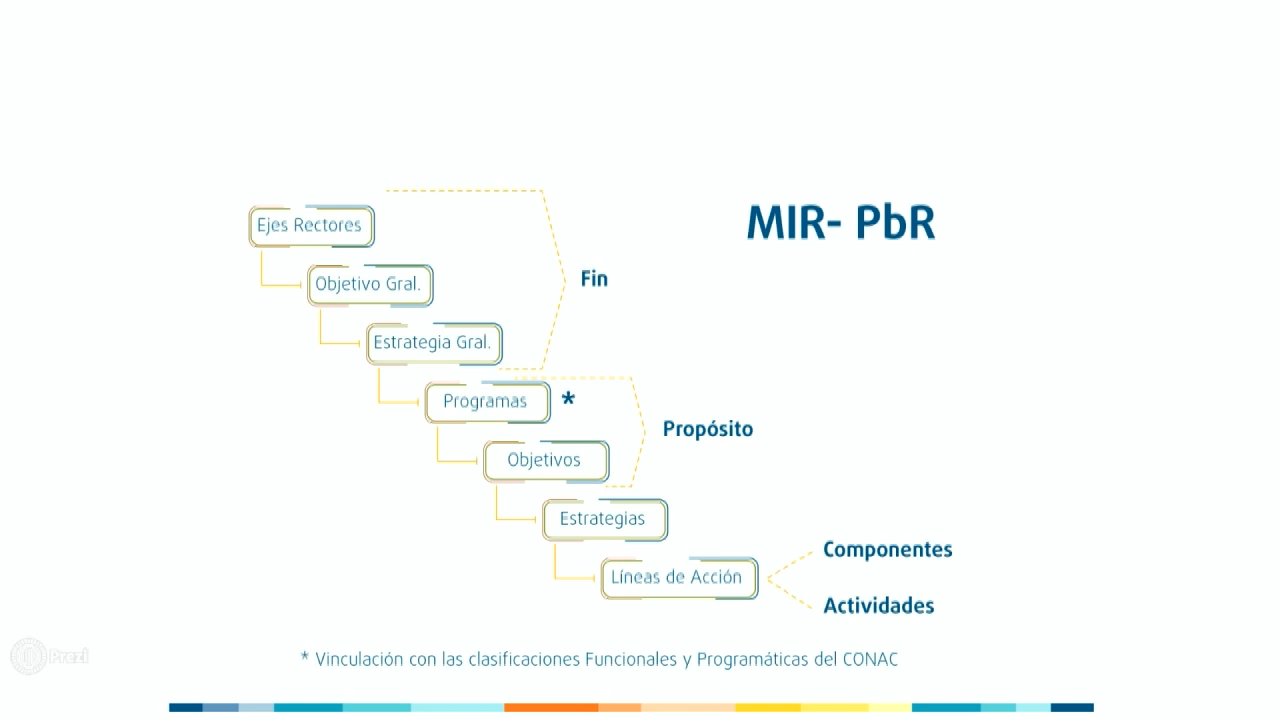 MIR- PbR
Ejes Rectores
Objetivo Gral.
Fin
Estrategia Gral.
Programas *
Propósito
Objetivos
Estrategias
Líneas de Acción
Componentes
Actividades
* Vinculación con las clasificaciones Funcionales y Programáticas del CONAC
Prezi